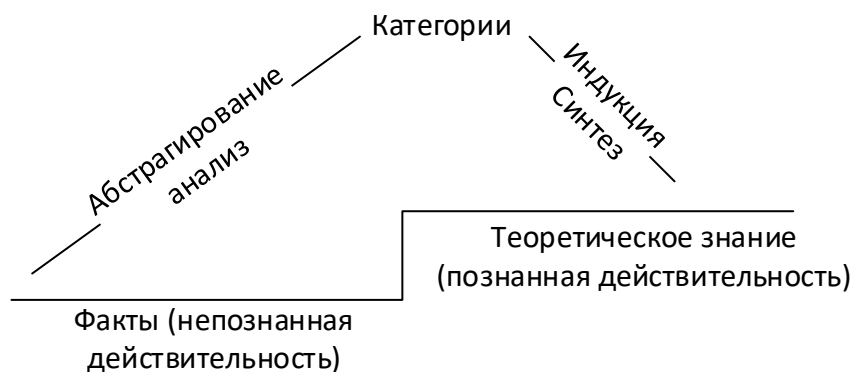 Категории
Абстрагирование
анализ
Индукция
Синтез
Теоретическое знание
(познанная действительность)
Факты (непознанная
действительность)